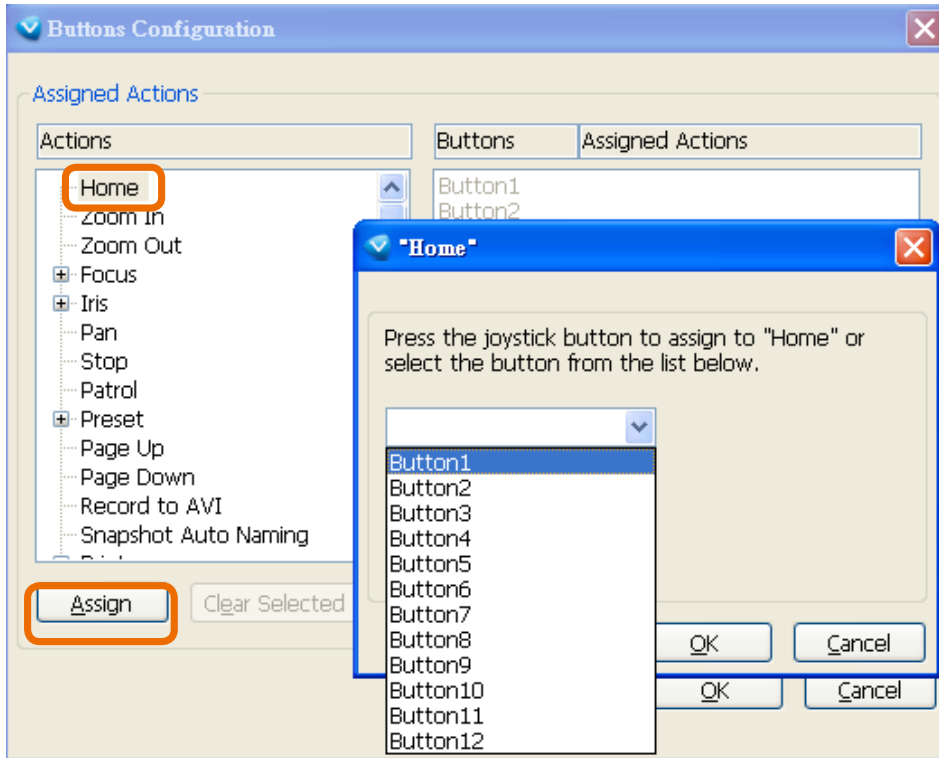 Buttons Configuration
Assigned Actions
Actions
Buttons
Assigned Actions
Home
Zoom In
Zoom Out
Focus
Iris
Pan
Stop
Patrol
Preset
Page Up
Page Down
Record to AVI
Snapshot Auto Naming
Button1
Button2
Assign
Clear Selected
"Home"
Press the joystick button to assign to "Home" or
select the button from the list below.
Button1
Button2
Button3
Button4
Button5
Button6
Button7
Button8
Button9
Button10
Button11
Button12
OK
Cancel
OK
Cancel